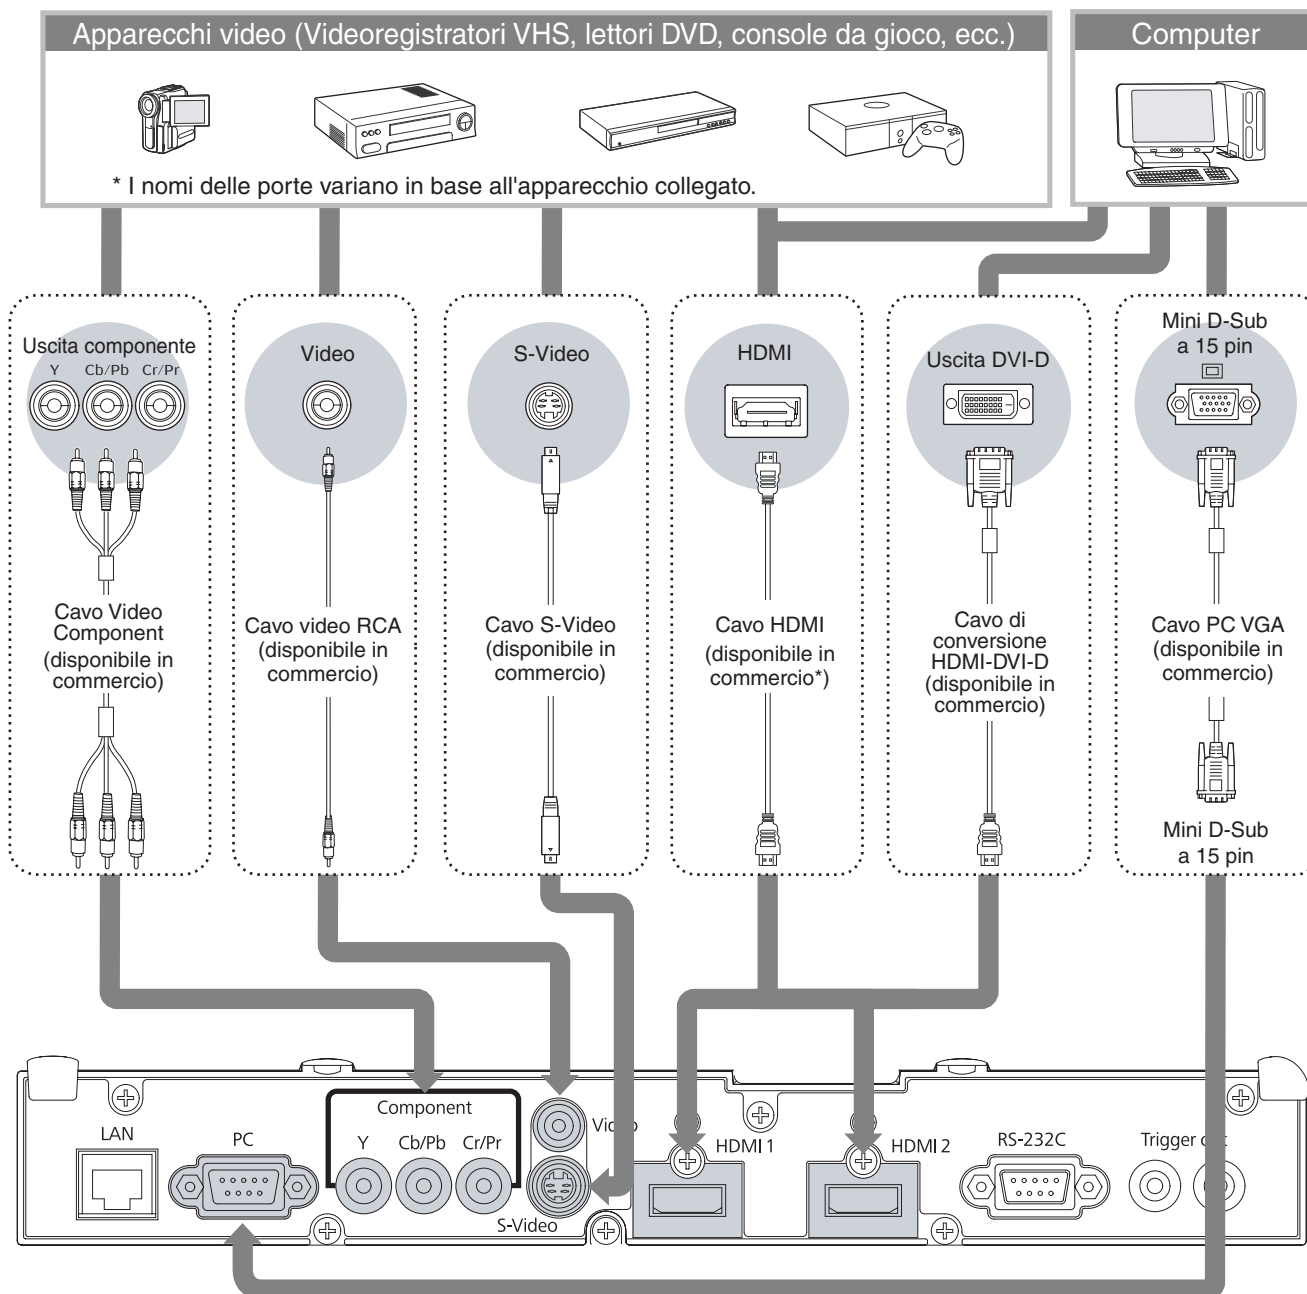 Apparecchi video (Videoregistratori VHS, lettori DVD, console da gioco, ecc.)
Computer
* I nomi delle porte variano in base all'apparecchio collegato.
Uscita componente
Y Cb/Pb Cr/Pr
Video
S-Video
HDMI
Uscita DVI-D
Mini D-Sub
a 15 pin
Cavo Video
Component
(disponibile in
commercio)
Cavo video RCA
(disponibile in
commercio)
Cavo S-Video
(disponibile in
commercio)
Cavo HDMI
(disponibile in
commercio*)
Cavo di
conversione
HDMI-DVI-D
(disponibile in
commercio)
Cavo PC VGA
(disponibile in
commercio)
Mini D-Sub
a 15 pin
LAN
PC
Component
Y Cb/Pb Cr/Pr
Video
S-Video
HDMI 1
HDMI 2
RS-232C
Trigger out